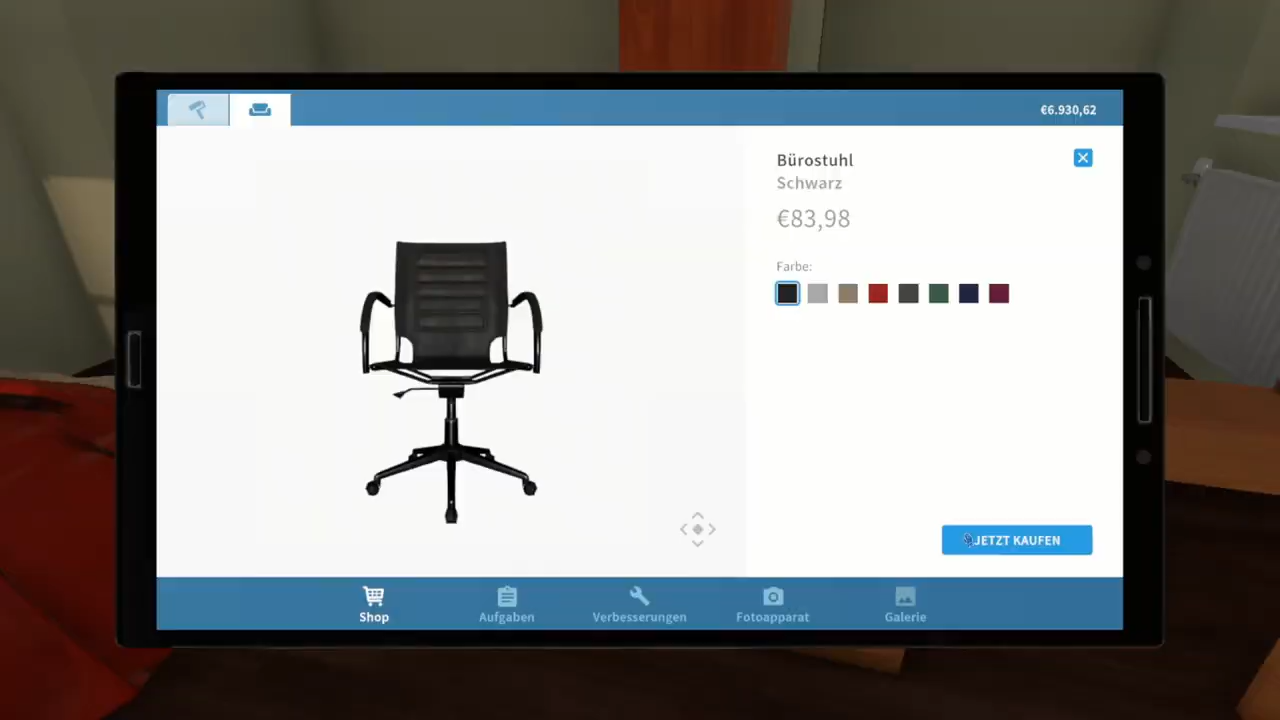 €6.930,62
Bürostuhl
Schwarz
€83,98
Farbe:
JETZT KAUFEN
Shop
Aufgaben
Verbesserungen
Fotoapparat
Galerie